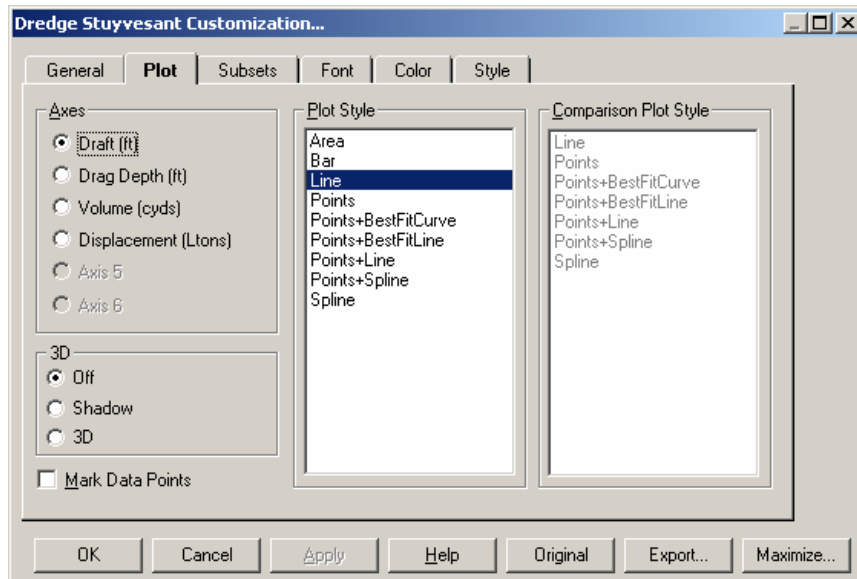 Dredge Stuyvesant Customization...
General Plot Subsets Font Color Style
Axes
Draft (ft)
Drag Depth (ft)
Volume (cyds)
Displacement (Ltons)
Axis 5
Axis 6
3D
Off
Shadow
3D
Mark Data Points
Plot Style
Area
Bar
Line
Points
Points+BestFitCurve
Points+BestFitLine
Points+Line
Points+Spline
Spline
Comparison Plot Style
Line
Points
Points+BestFitCurve
Points+BestFitLine
Points+Line
Points+Spline
Spline
OK Cancel Apply Help Original Export... Maximize...